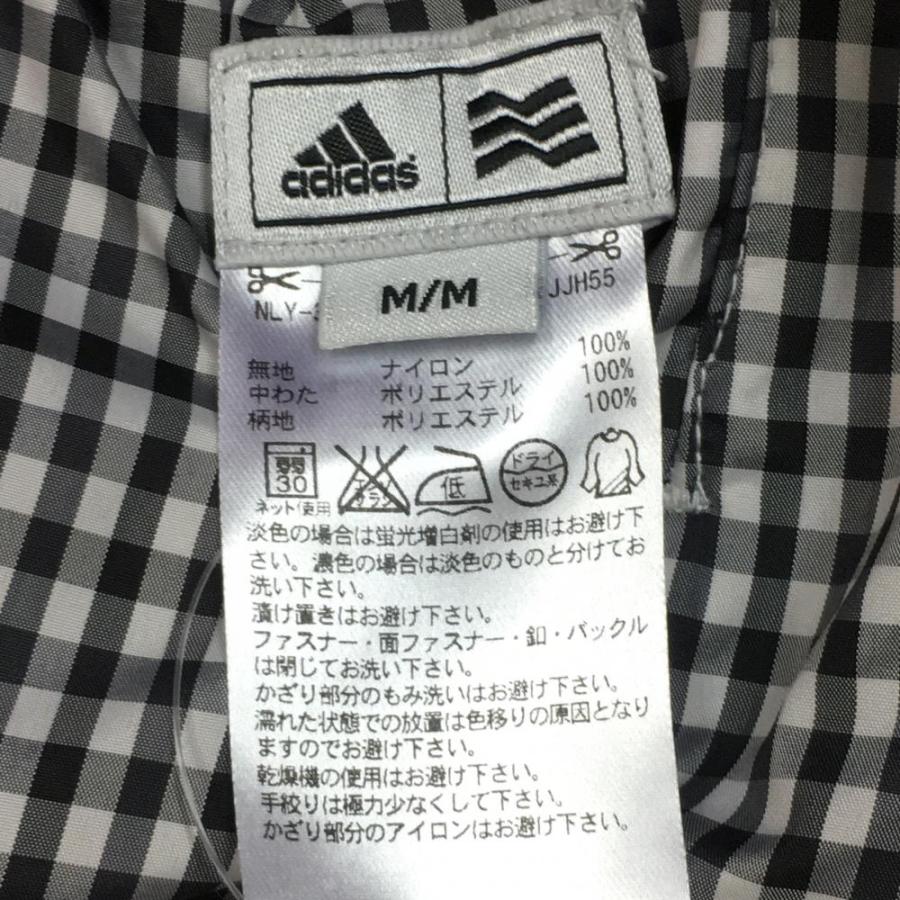 adidas
M/M
NLY-
JJH55
無地 ナイロン 100%
中わた ポリエステル 100%
柄地 ポリエステル 100%
弱
30
ネット使用
エンソ
サラシ
低
ドライ
セキユ系
淡色の場合は蛍光増白剤の使用はお避け下
さい。濃色の場合は淡色のものと分けてお
洗い下さい。
漬け置きはお避け下さい。
ファスナー・面ファスナー・釦・バックル
は閉じてお洗い下さい。
かざり部分のもみ洗いはお避け下さい。
濡れた状態での放置は色移りの原因となり
ますのでお避け下さい。
乾燥機の使用はお避け下さい。
手絞りは極力少なくして下さい。
かざり部分のアイロンはお避け下さい。